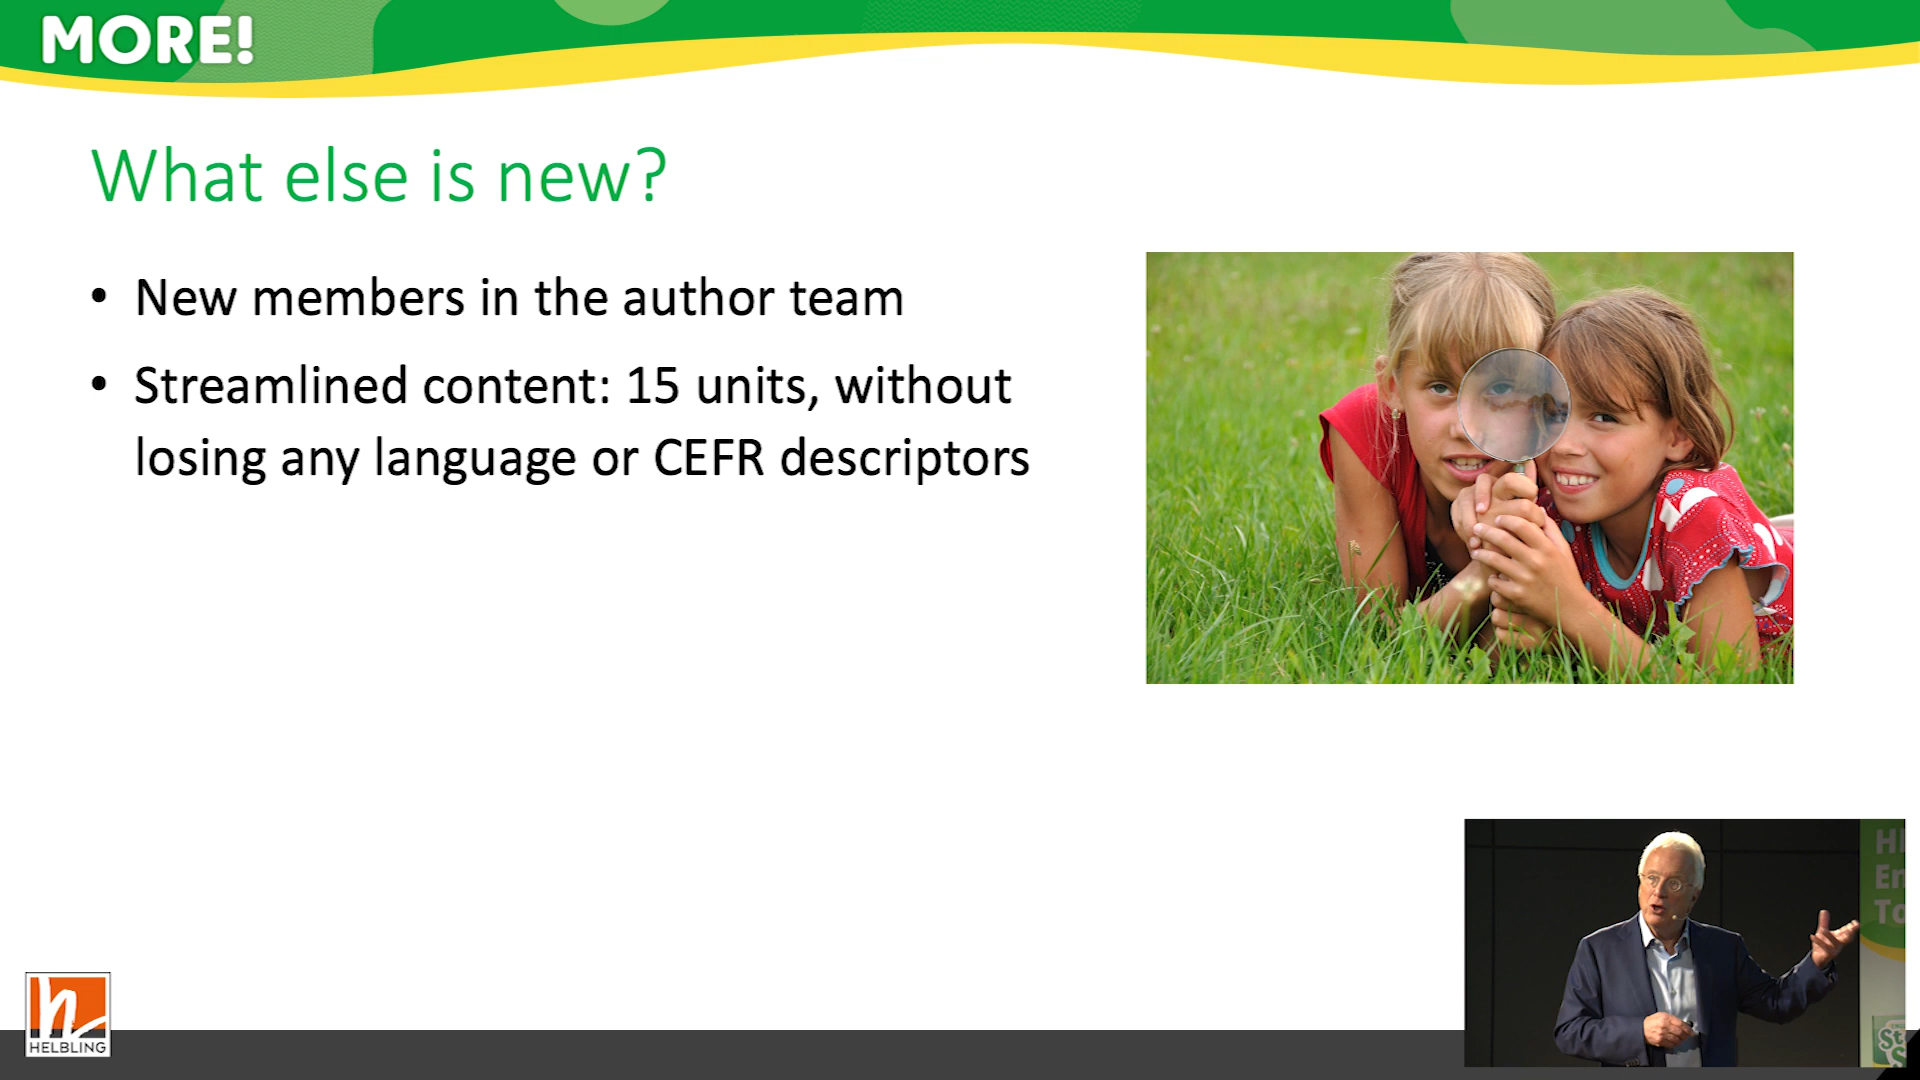 MORE!
What else is new?
• New members in the author team
• Streamlined content: 15 units, without
losing any language or CEFR descriptors
HELBLING